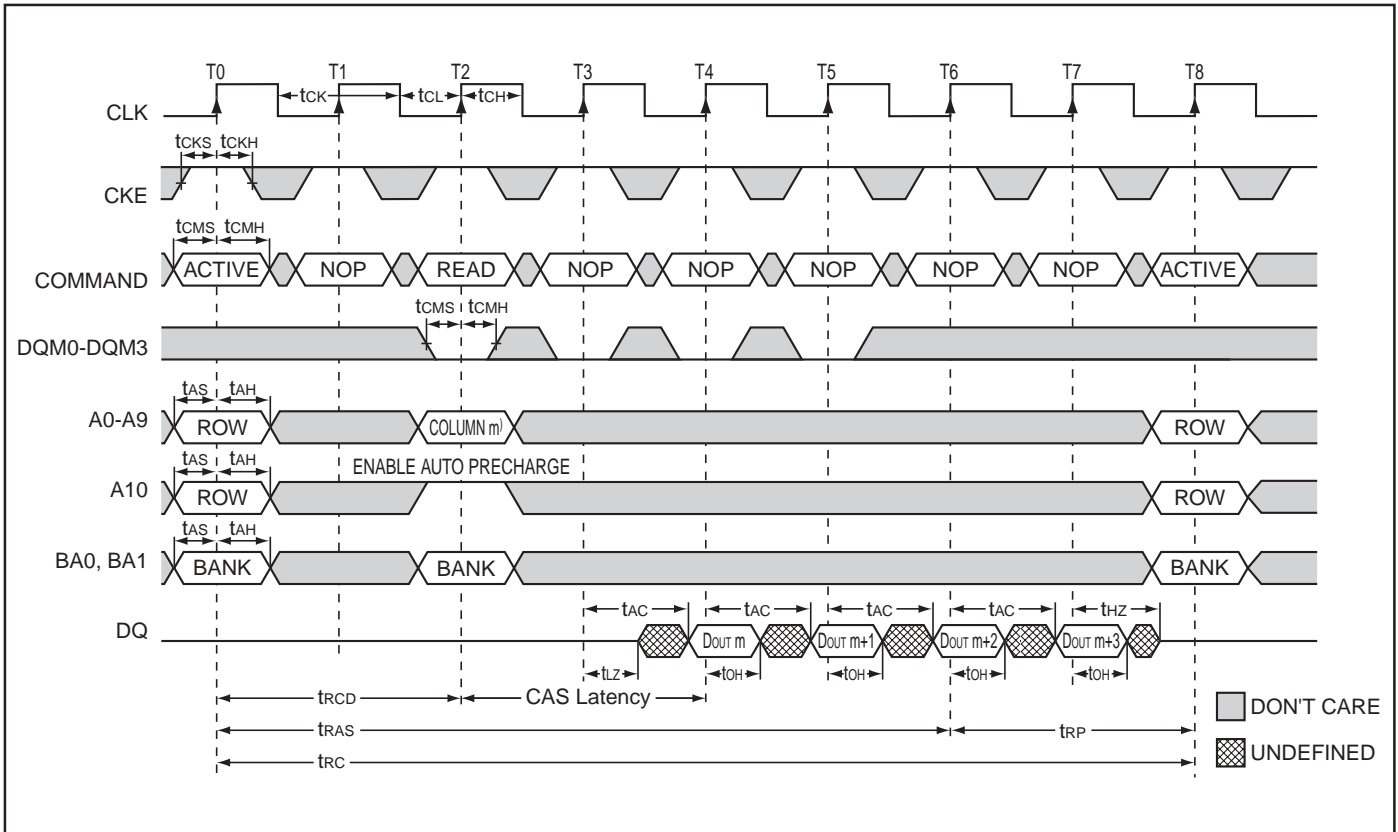 T0 T1 T2 T3 T4 T5 T6 T7 T8
tCK tCL tCH
CLK
tCKS tCKH
CKE
tCMS tCMH
COMMAND ACTIVE NOP READ NOP NOP NOP NOP NOP ACTIVE
tCMS tCMH
DQM0-DQM3
tAS tAH
A0-A9 ROW COLUMN m) ROW
tAS tAH ENABLE AUTO PRECHARGE
A10 ROW ROW
tAS tAH
BA0, BA1 BANK BANK BANK
tAC tAC tAC tAC tHZ
DQ DOUT m DOUT m+1 DOUT m+2 DOUT m+3
tLZ tOH tOH tOH tOH
tRCD CAS Latency
DON'T CARE
tRAS tRP
UNDEFINED
tRC